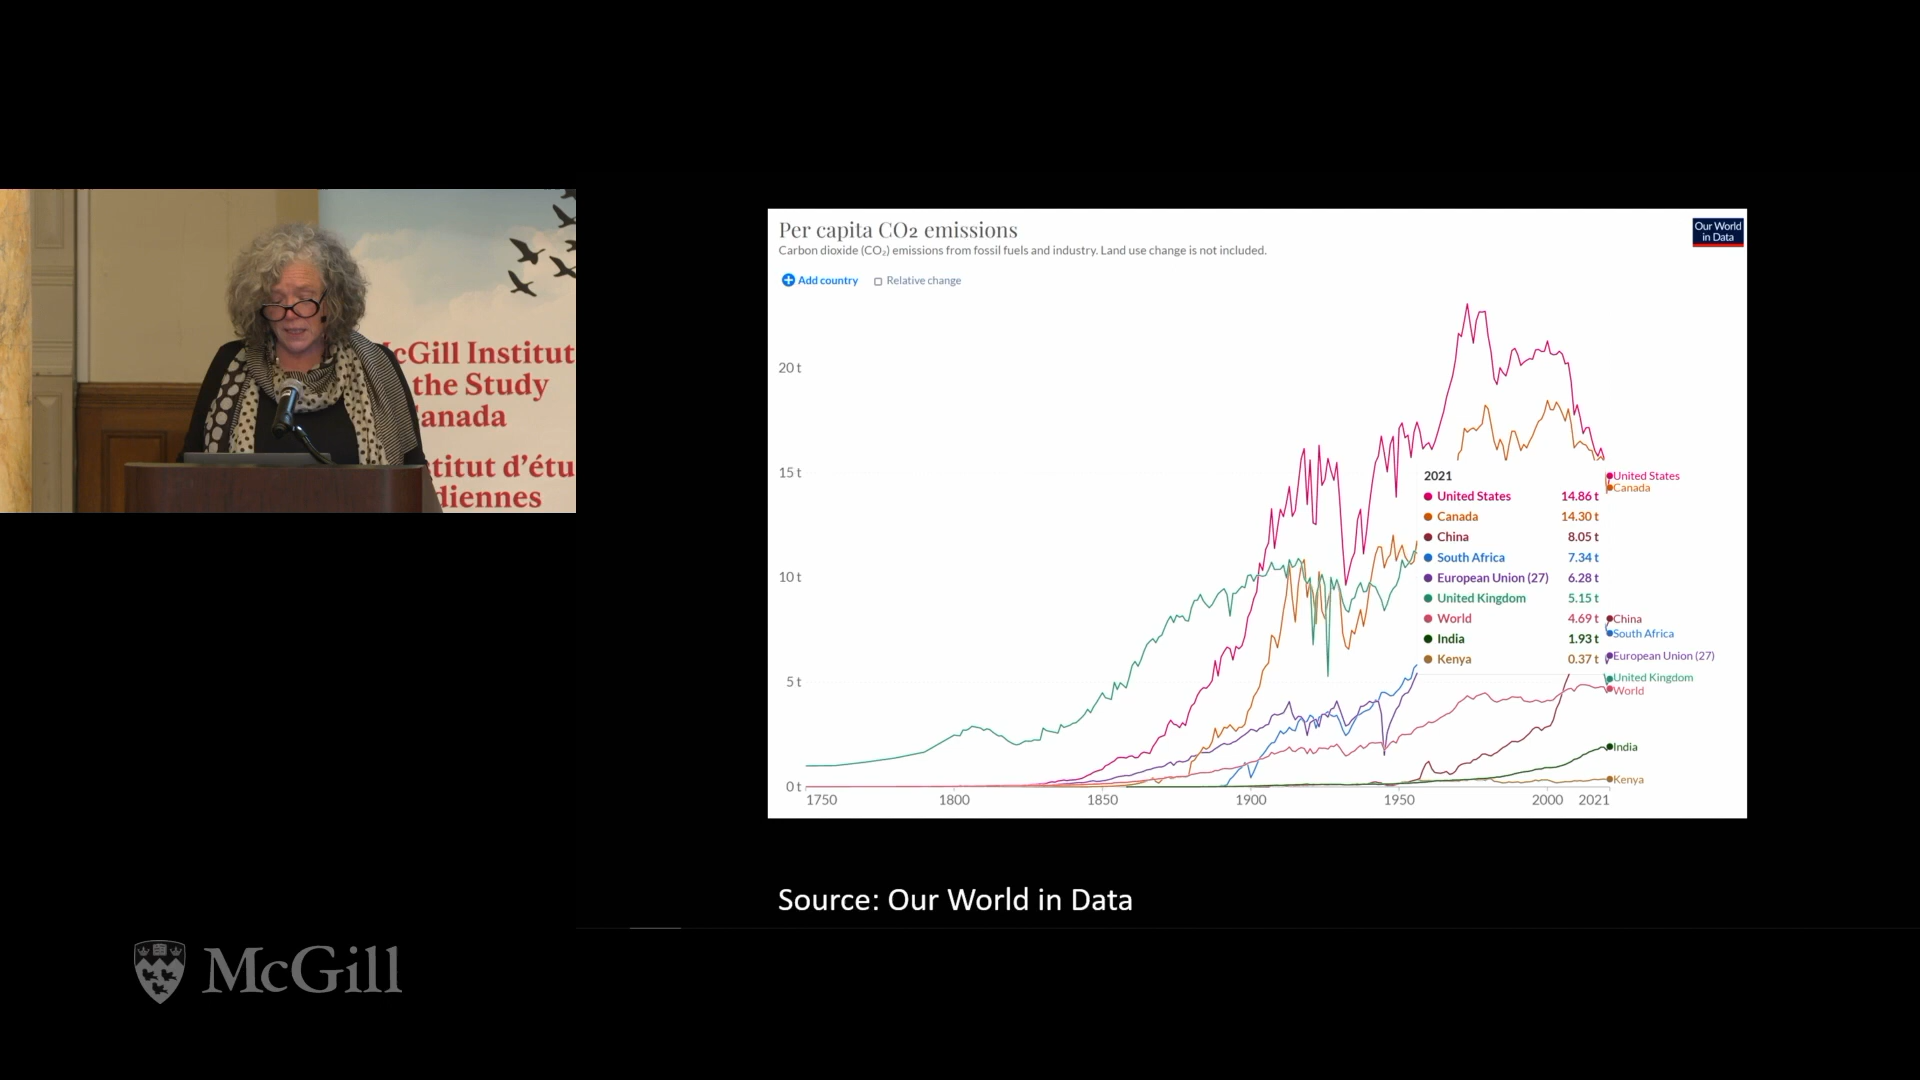 cGill Institut
the Study
anada
titut d’étu
diennes
Per capita CO2 emissions
Carbon dioxide (CO₂) emissions from fossil fuels and industry. Land use change is not included.
Our World
in Data
Add country
Relative change
20 t
15 t
10 t
5 t
0 t
1750
1800
1850
1900
1950
2000
2021
2021
United States 14.86 t
Canada 14.30 t
China 8.05 t
South Africa 7.34 t
European Union (27) 6.28 t
United Kingdom 5.15 t
World 4.69 t
India 1.93 t
Kenya 0.37 t
United States
Canada
China
South Africa
European Union (27)
United Kingdom
World
India
Kenya
Source: Our World in Data
McGill